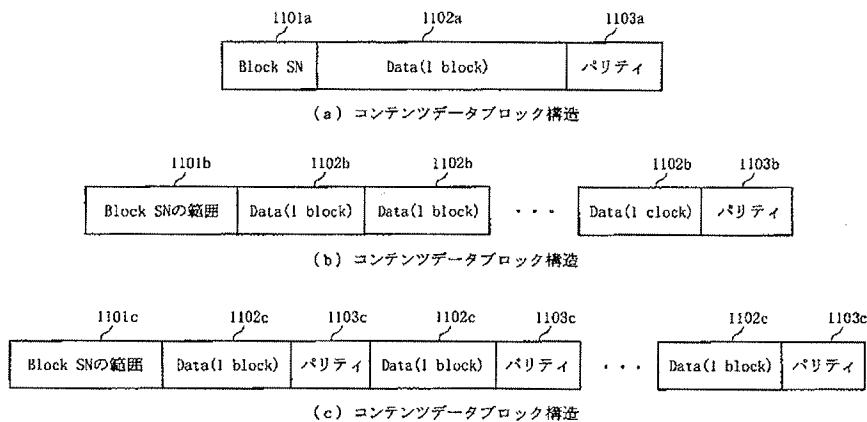 1101a 1102a 1103a
Block SN Data(1 block) パリティ
(a) コンテンツデータブロック構造
1101b 1102b 1102b 1102b 1103b
Block SNの範囲 Data(1 block) Data(1 block) ・・・ Data(1 clock) パリティ
(b) コンテンツデータブロック構造
1101c 1102c 1103c 1102c 1103c 1102c 1103c
Block SNの範囲 Data(1 block) パリティ Data(1 block) パリティ ・・・ Data(1 block) パリティ
(c) コンテンツデータブロック構造